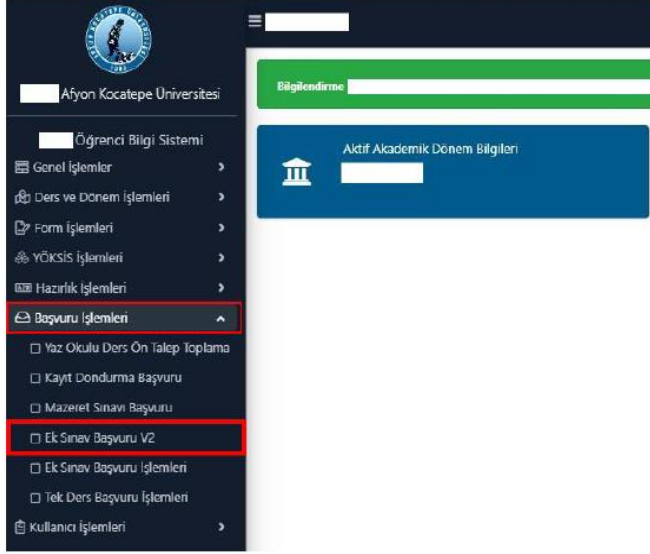 Afyon Kocatepe Üniversitesi
Öğrenci Bilgi Sistemi
Genel İşlemler
Ders ve Dönem İşlemleri
Form İşlemleri
YÖKSİS İşlemleri
Hazırlık İşlemleri
Başvuru İşlemleri
Yaz Okulu Ders Ön Talep Toplama
Kayıt Dondurma Başvuru
Mazeret Sınavı Başvuru
Ek Sınav Başvuru V2
Ek Sınav Başvuru İşlemleri
Tek Ders Başvuru İşlemleri
Kullanıcı İşlemleri
Bilgilendirme
Aktif Akademik Dönem Bilgileri